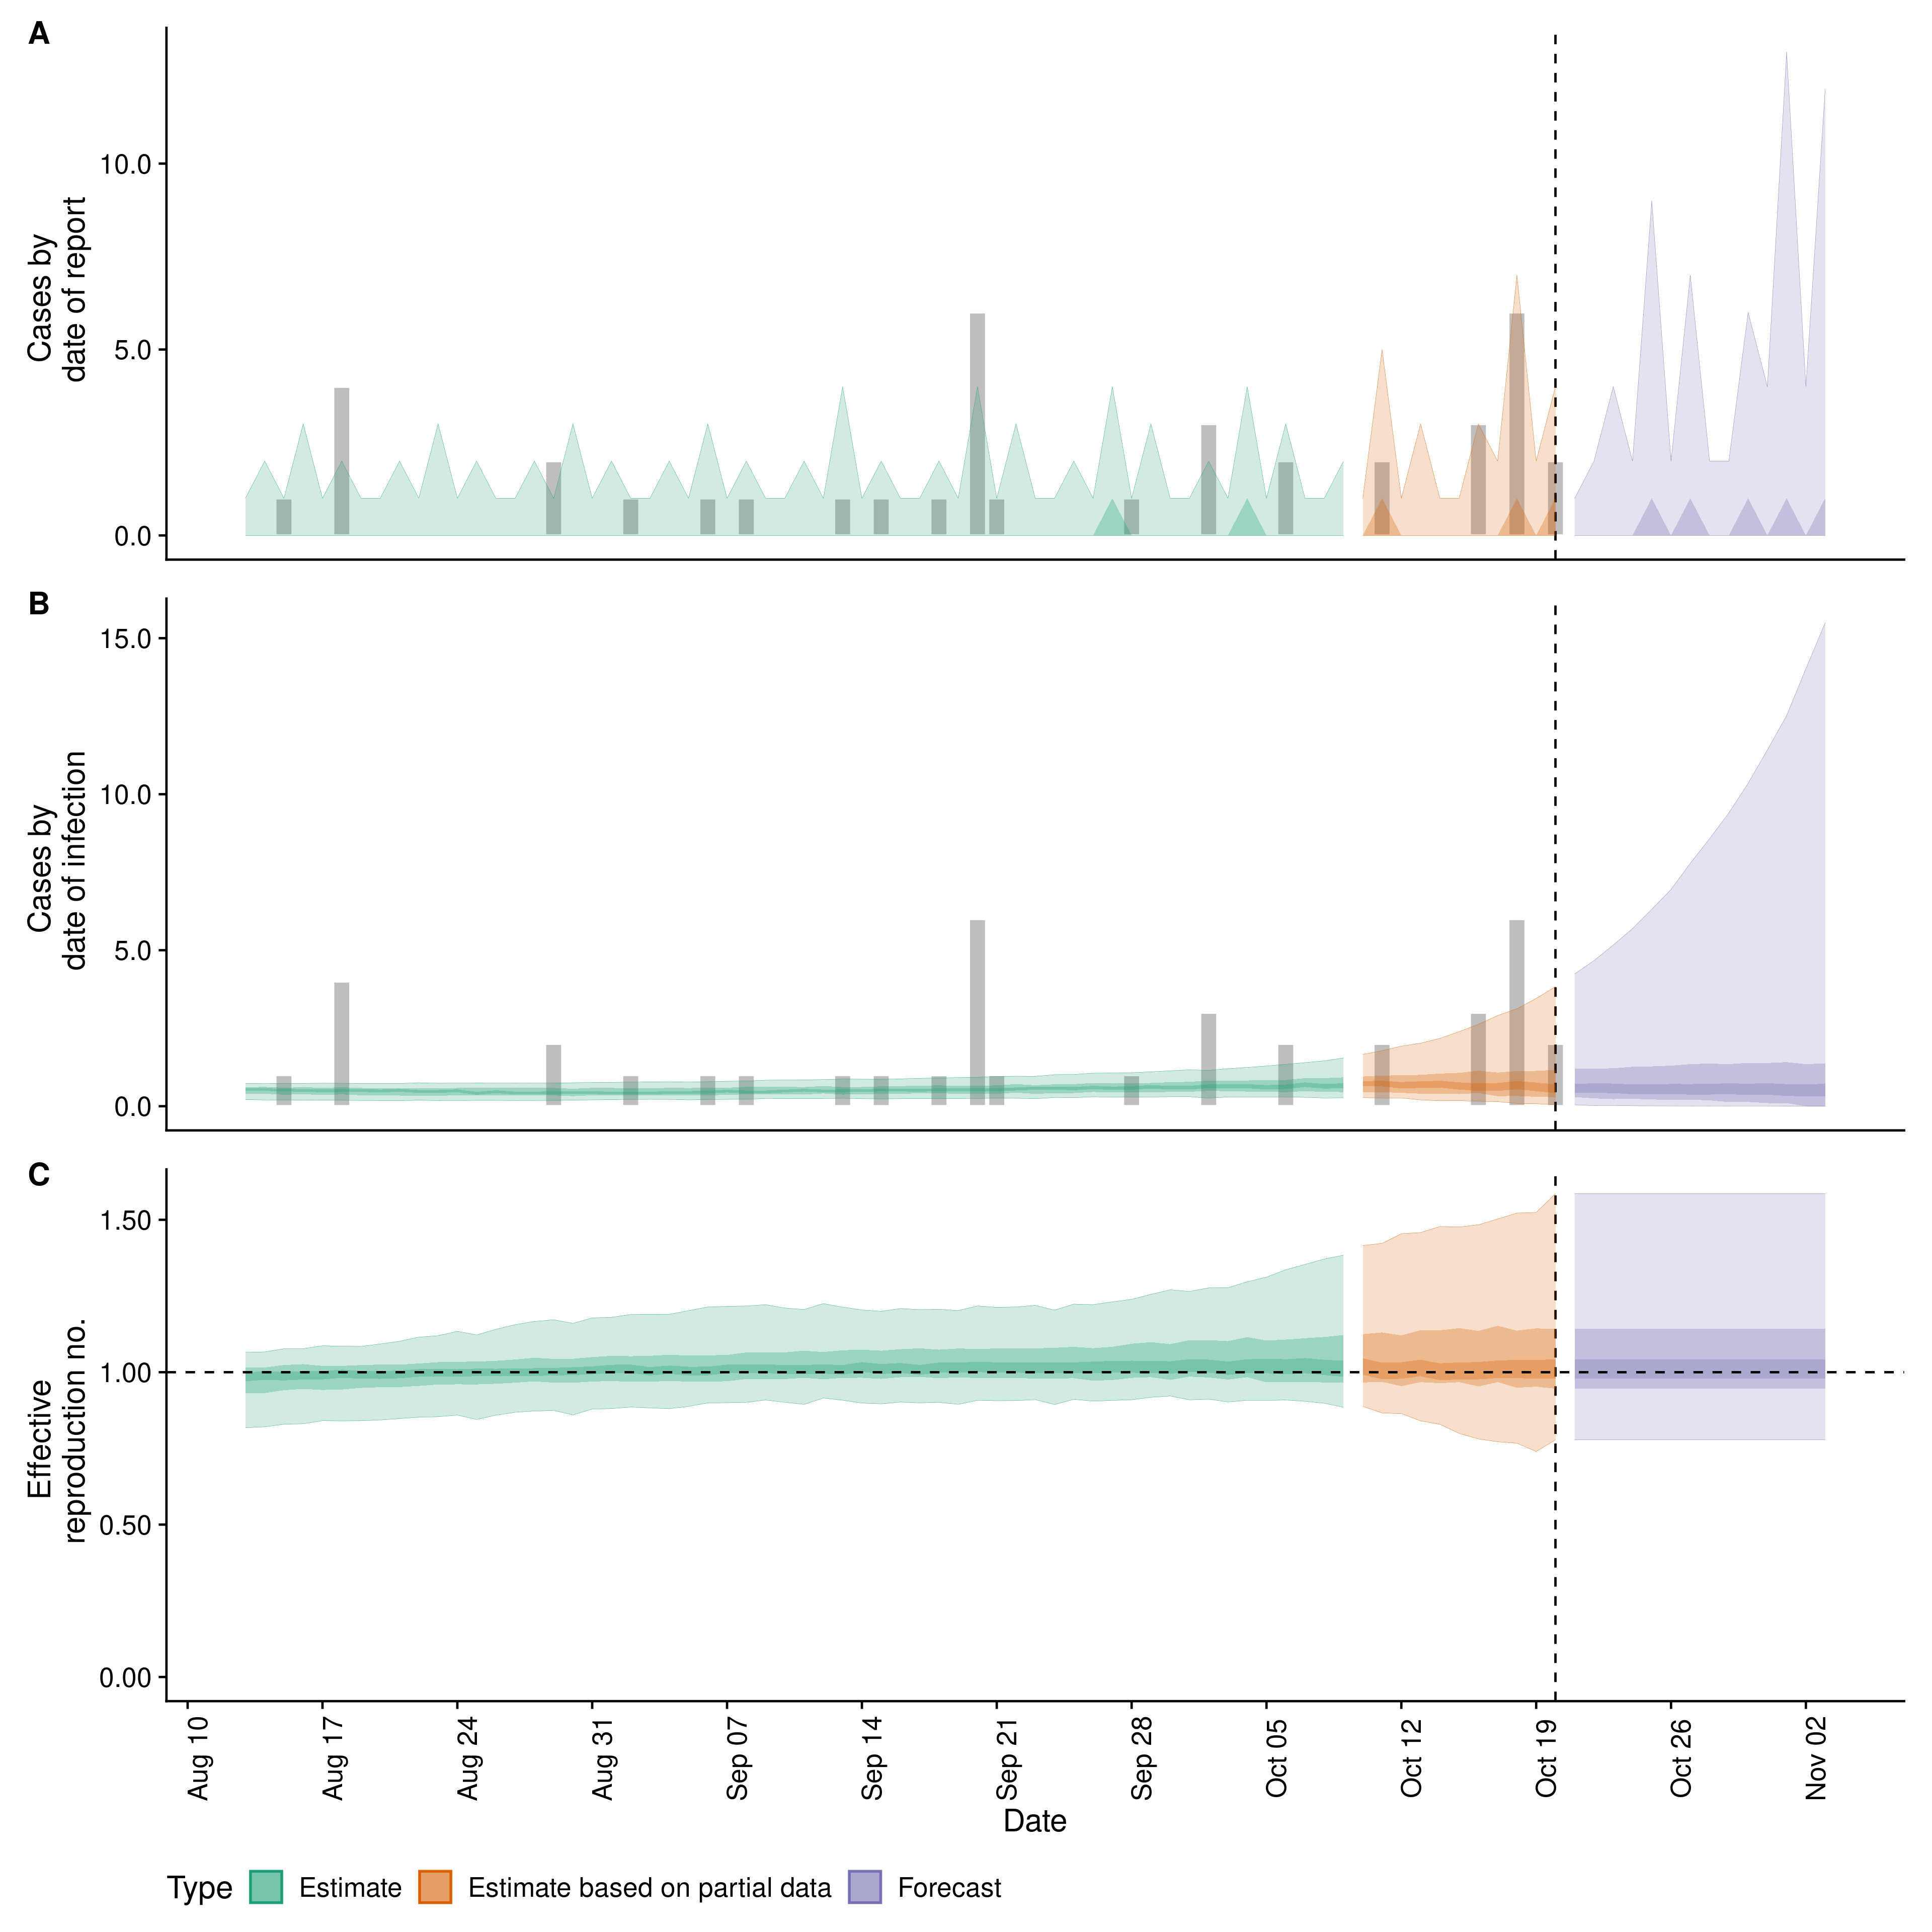 A
Cases by
date of report
10.0
5.0
0.0
B
Cases by
date of infection
15.0
10.0
5.0
0.0
C
Effective
reproduction no.
1.50
1.00
0.50
0.00
Aug 10
Aug 17
Aug 24
Aug 31
Sep 07
Sep 14
Sep 21
Sep 28
Oct 05
Oct 12
Oct 19
Oct 26
Nov 02
Date
Type Estimate Estimate based on partial data Forecast